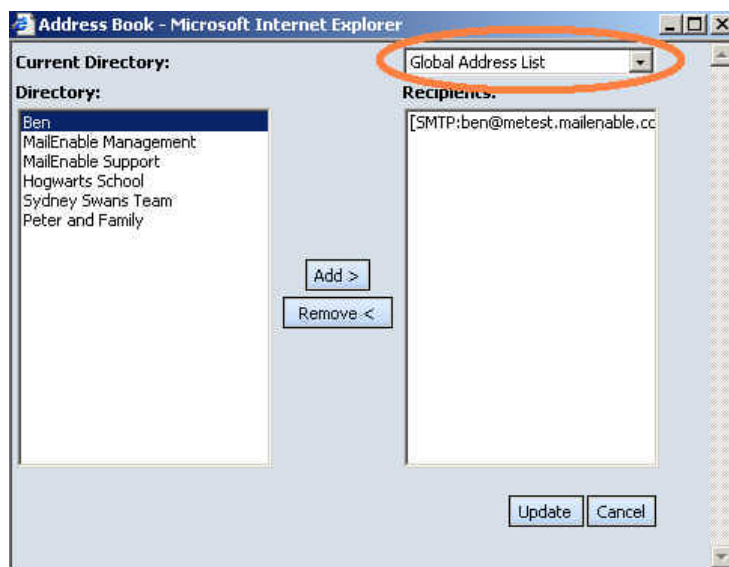 Address Book - Microsoft Internet Explorer
Current Directory:
Global Address List
Directory:
Recipients:
Ben
MailEnable Management
MailEnable Support
Hogwarts School
Sydney Swans Team
Peter and Family
[SMTP:ben@metest.mailenable.cc
Add >
Remove <
Update
Cancel